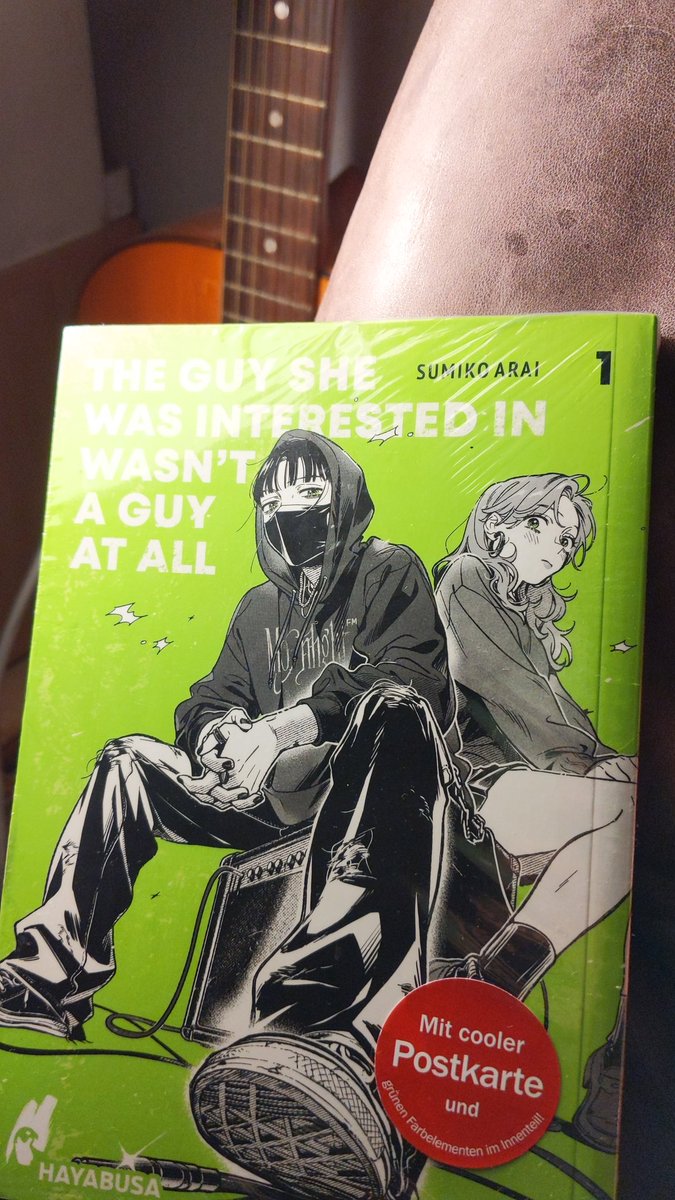 THE GUY SHE
WAS INTERESTED IN
WASN'T
A GUY
AT ALL
SUMIKO ARAI
1
Mit cooler
Postkarte
und
grünen Farbelementen im Innenteil!
HAYABUSA